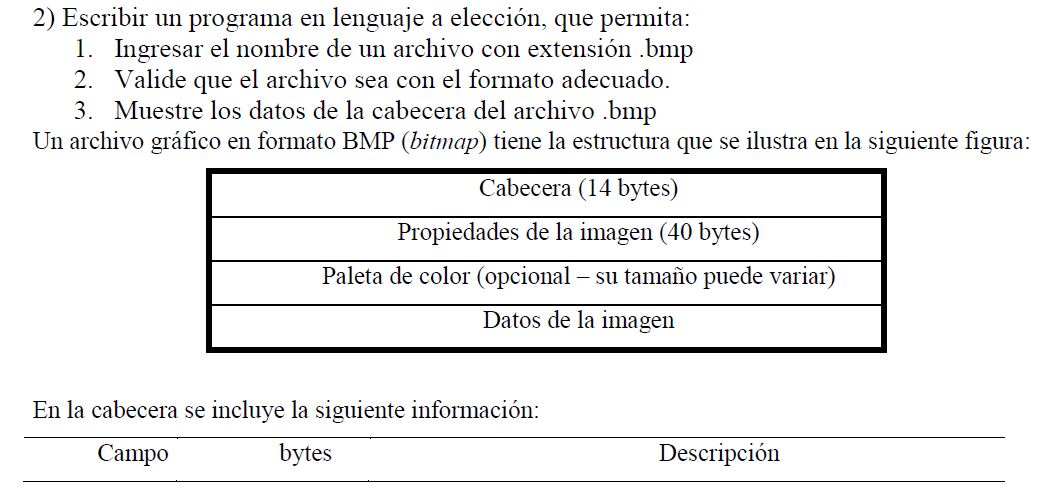 2) Escribir un programa en lenguaje a elección, que permita:
1. Ingresar el nombre de un archivo con extensión .bmp
2. Valide que el archivo sea con el formato adecuado.
3. Muestre los datos de la cabecera del archivo .bmp
Un archivo gráfico en formato BMP (bitmap) tiene la estructura que se ilustra en la siguiente figura:
Cabecera (14 bytes)
Propiedades de la imagen (40 bytes)
Paleta de color (opcional – su tamaño puede variar)
Datos de la imagen
En la cabecera se incluye la siguiente información:
Campo bytes Descripción